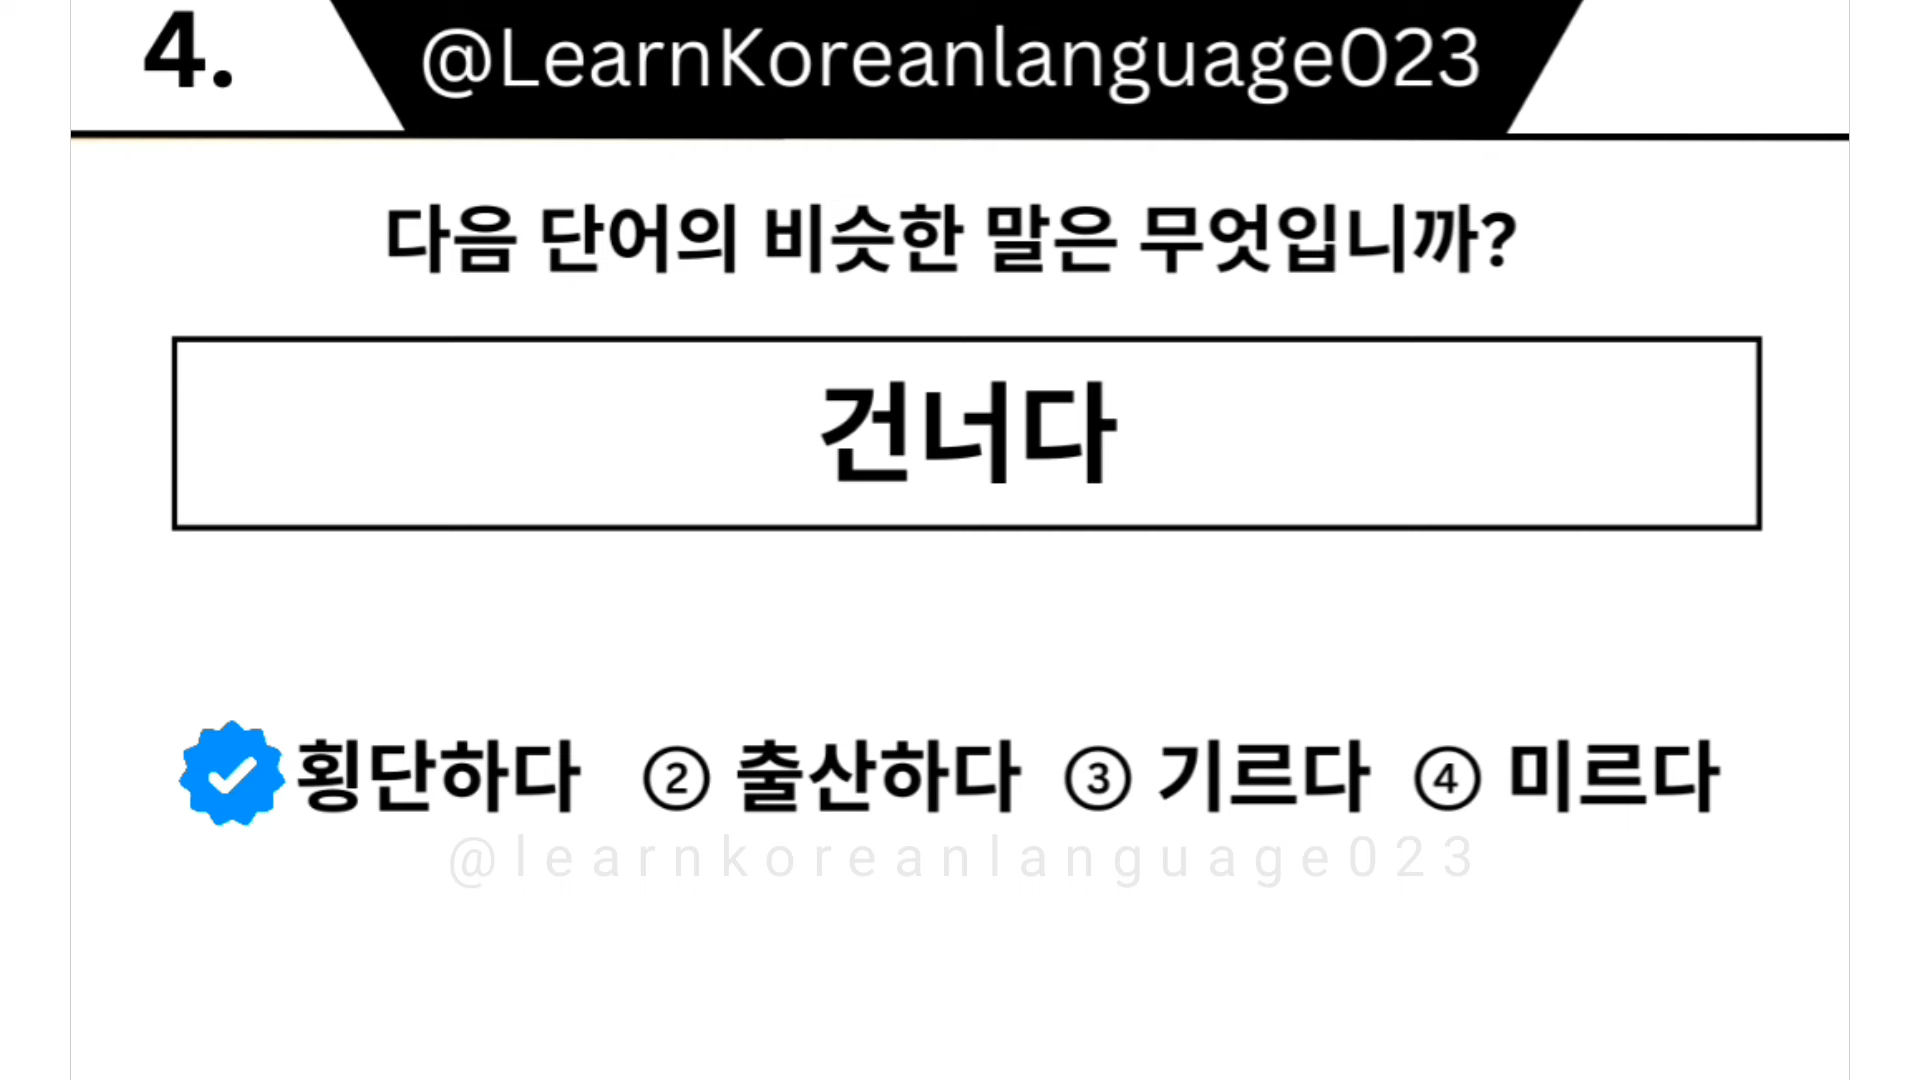 4. @LearnKoreanlanguage023
다음 단어의 비슷한 말은 무엇입니까?
건너다
횡단하다 ② 출산하다 ③ 기르다 ④ 미르다
@learnkoreanlanguage023